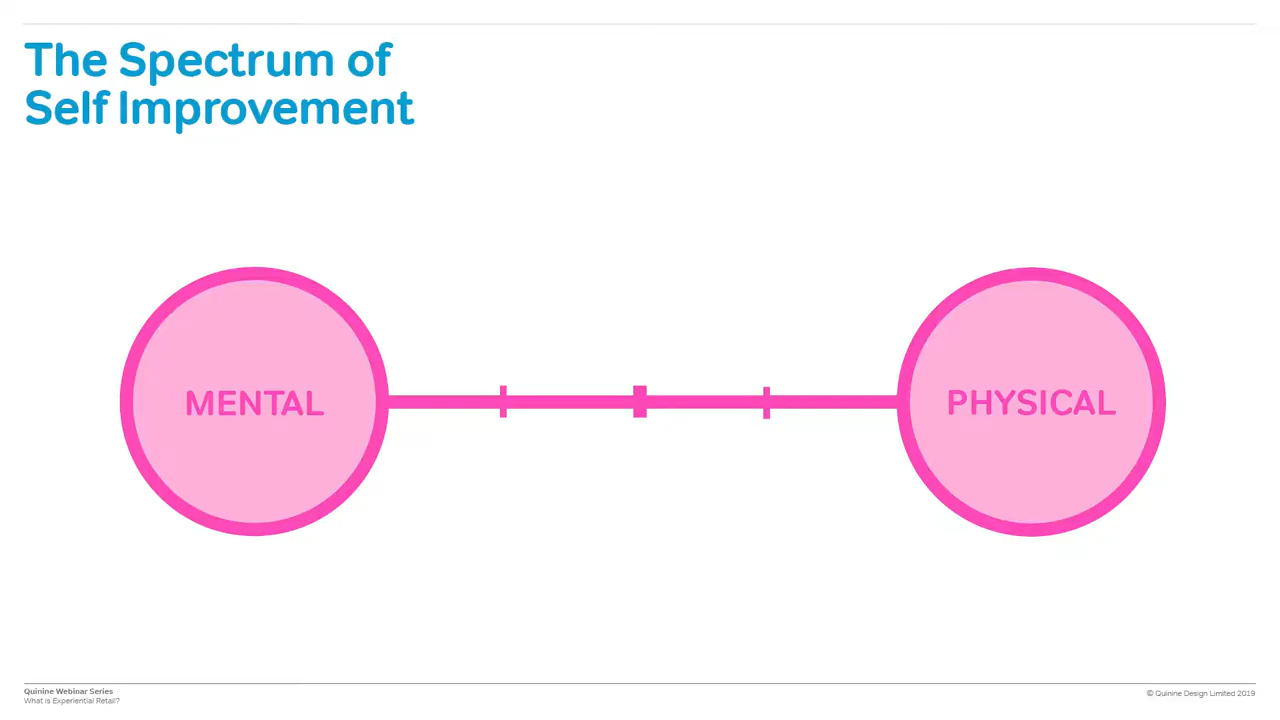 The Spectrum of
Self Improvement
MENTAL
PHYSICAL
Quinine Webinar Series
What is Experiential Retail?
© Quinine Design Limited 2019